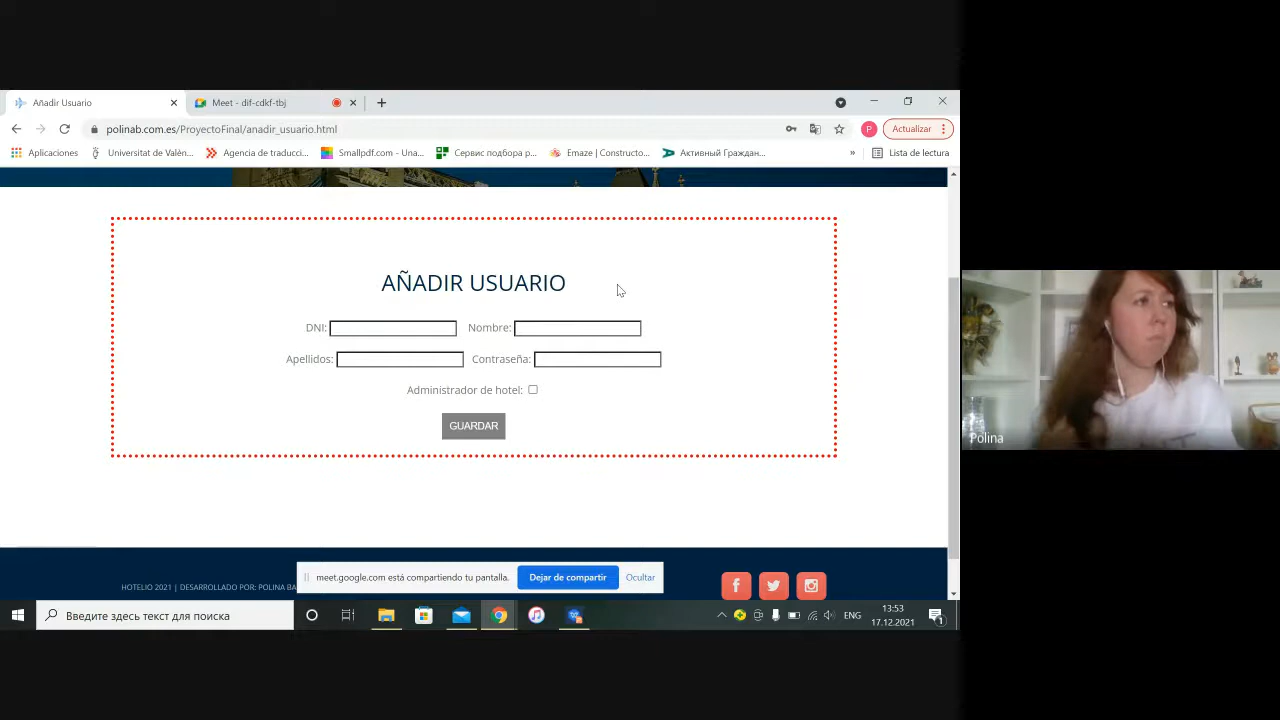 Añadir Usuario
Meet - dif-cdkf-tbj
polinab.com.es/ProyectoFinal/anadir_usuario.html
Actualizar
Aplicaciones
Universitat de Valèn...
Agencia de traducci...
Smallpdf.com - Una...
Сервис подбора р...
Emaze | Constructo...
Активный Граждан...
»
Lista de lectura
AÑADIR USUARIO
DNI:
Nombre:
Apellidos:
Contraseña:
Administrador de hotel:
GUARDAR
Polina
meet.google.com está compartiendo tu pantalla.
Dejar de compartir
Ocultar
HOTELIO 2021 | DESARROLLADO POR: POLINA BA
Введите здесь текст для поиска
ENG
13:53
17.12.2021